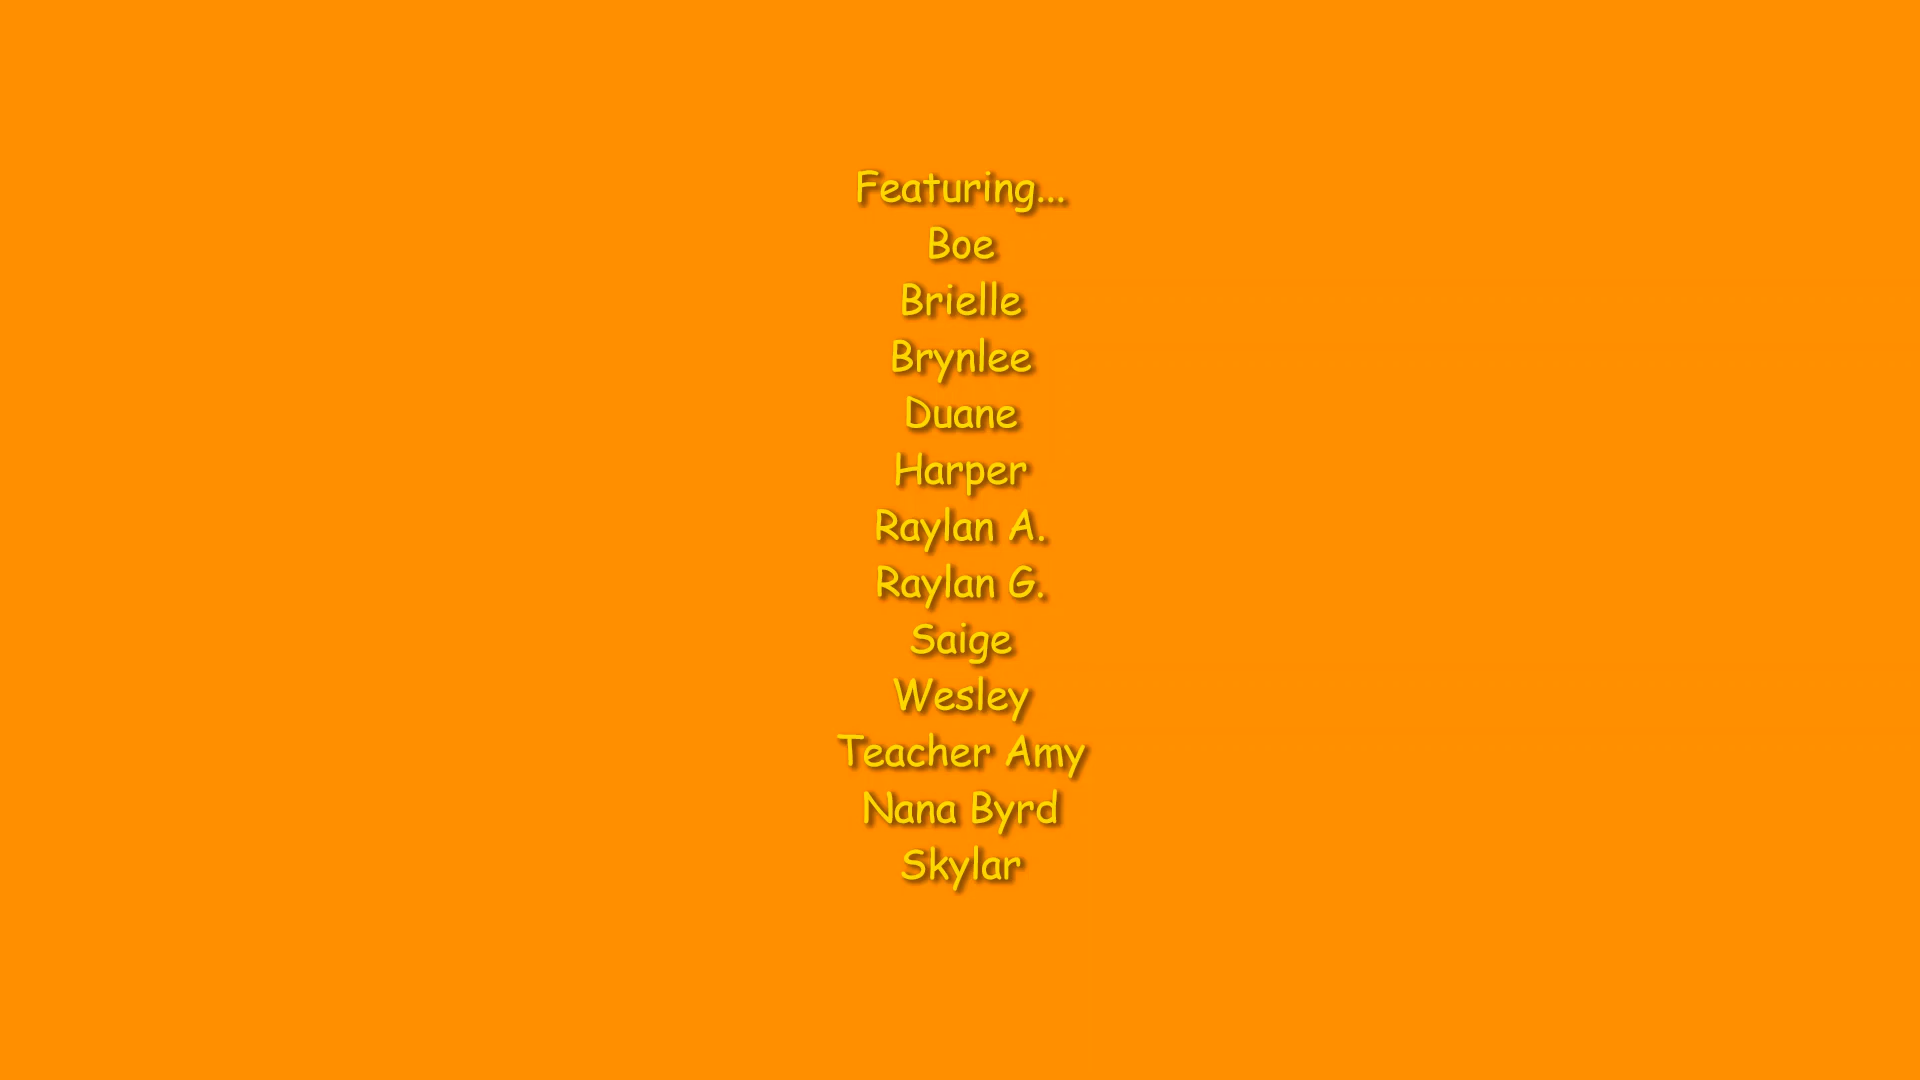 Featuring...
Boe
Brielle
Brynlee
Duane
Harper
Raylan A.
Raylan G.
Saige
Wesley
Teacher Amy
Nana Byrd
Skylar